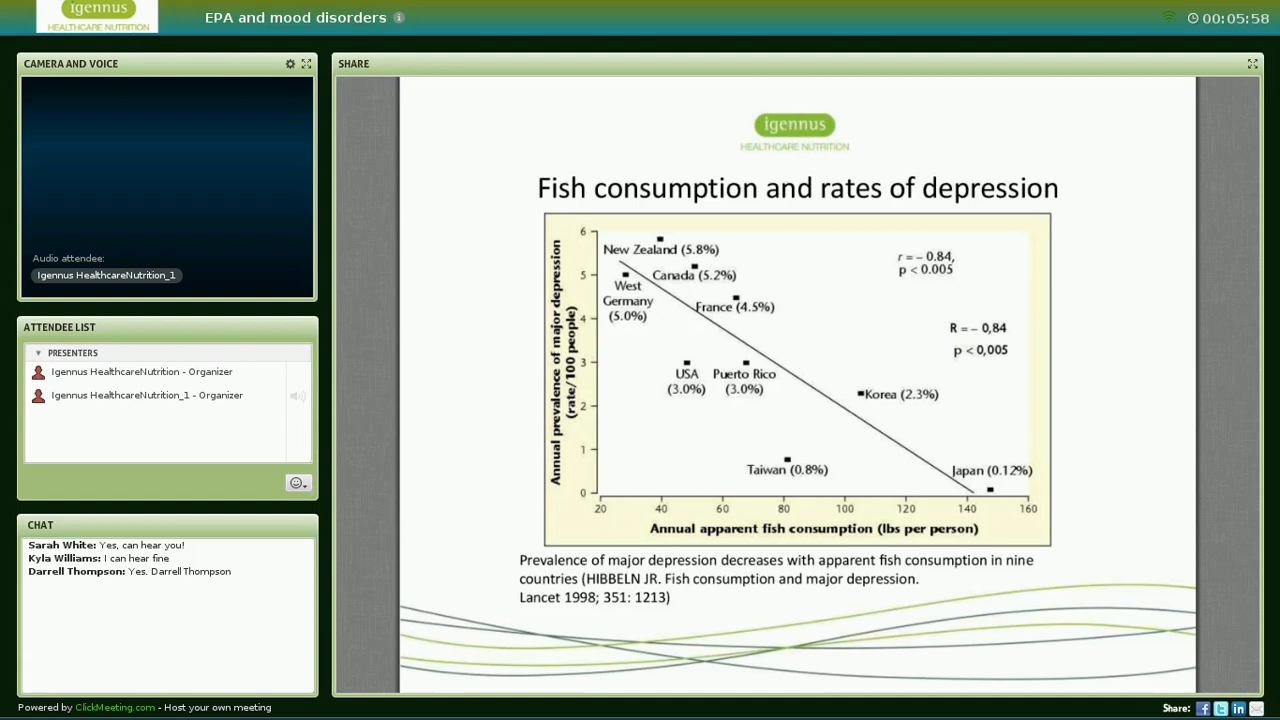 igennus
HEALTHCARE NUTRITION
EPA and mood disorders
00:05:58
CAMERA AND VOICE
Audio attendee:
Igennus HealthcareNutrition_1
ATTENDEE LIST
PRESENTERS
Igennus HealthcareNutrition - Organizer
Igennus HealthcareNutrition_1 - Organizer
CHAT
Sarah White: Yes, can hear you!
Kyla Williams: I can hear fine
Darrell Thompson: Yes. Darrell Thompson
SHARE
igennus
HEALTHCARE NUTRITION
Fish consumption and rates of depression
Annual prevalence of major depression
(rate/100 people)
6
5
4
3
2
1
0
New Zealand (5.8%)
Canada (5.2%)
West
Germany
(5.0%)
France (4.5%)
USA
(3.0%)
Puerto Rico
(3.0%)
Korea (2.3%)
Taiwan (0.8%)
Japan (0.12%)
r = – 0.84,
p < 0.005
R = – 0,84
p < 0,005
20 40 60 80 100 120 140 160
Annual apparent fish consumption (lbs per person)
Prevalence of major depression decreases with apparent fish consumption in nine
countries (HIBBELN JR. Fish consumption and major depression.
Lancet 1998; 351: 1213)
Powered by ClickMeeting.com - Host your own meeting
Share: